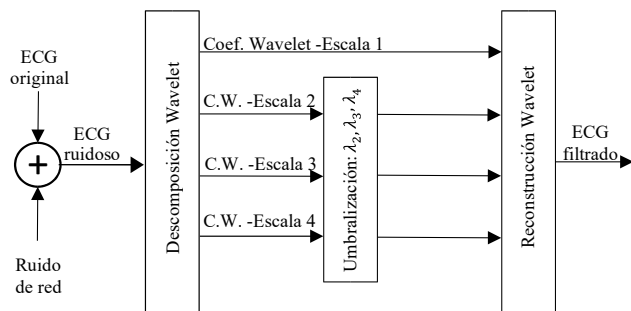 ECG
original
ECG
ruidoso
Ruido
de red
Descomposición Wavelet
Coef. Wavelet -Escala 1
C.W. -Escala 2
C.W. -Escala 3
C.W. -Escala 4
Umbralización: λ₂, λ₃, λ₄
Reconstrucción Wavelet
ECG
filtrado